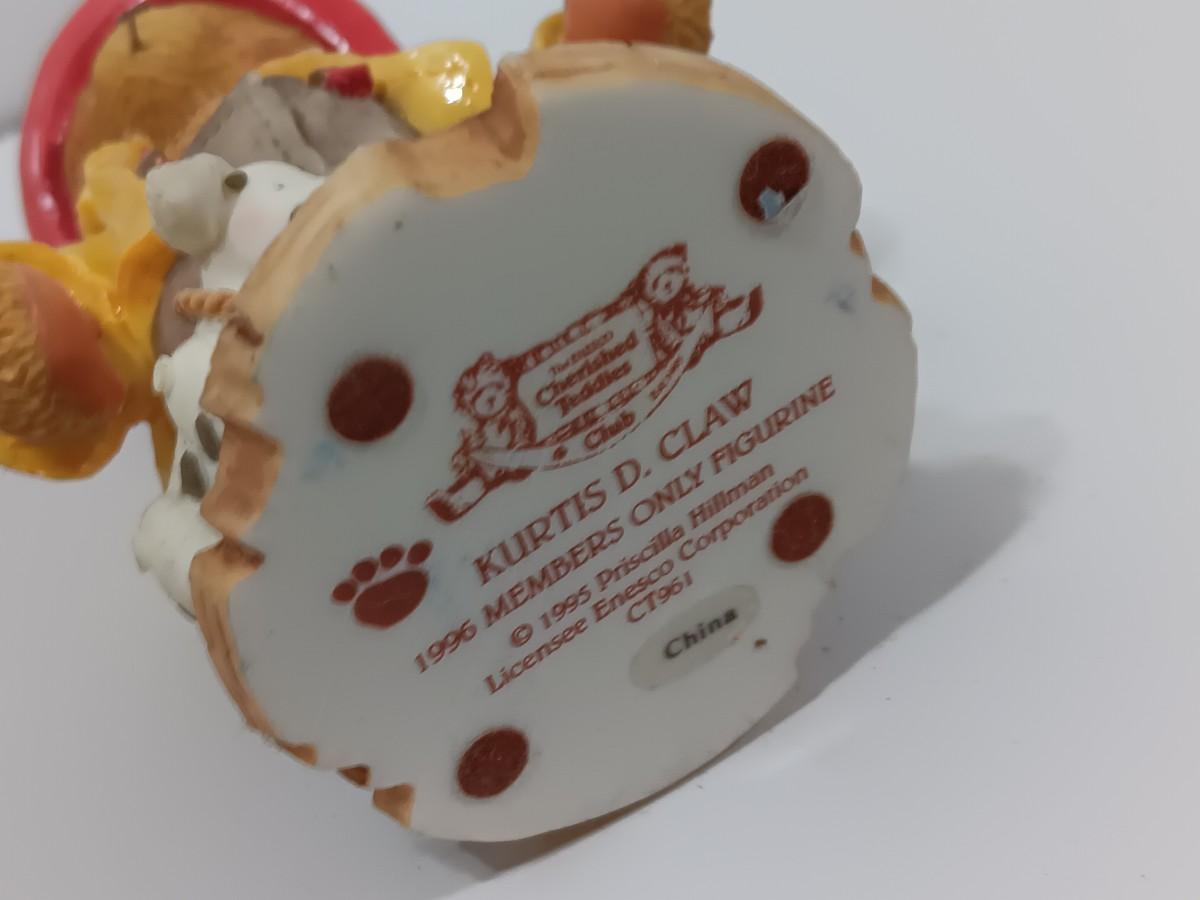 The Enesco
Cherished
Teddies
Club
KURTIS D. CLAW
1996 MEMBERS ONLY FIGURINE
© 1995 Priscilla Hillman
Licensee Enesco Corporation
CT961
China